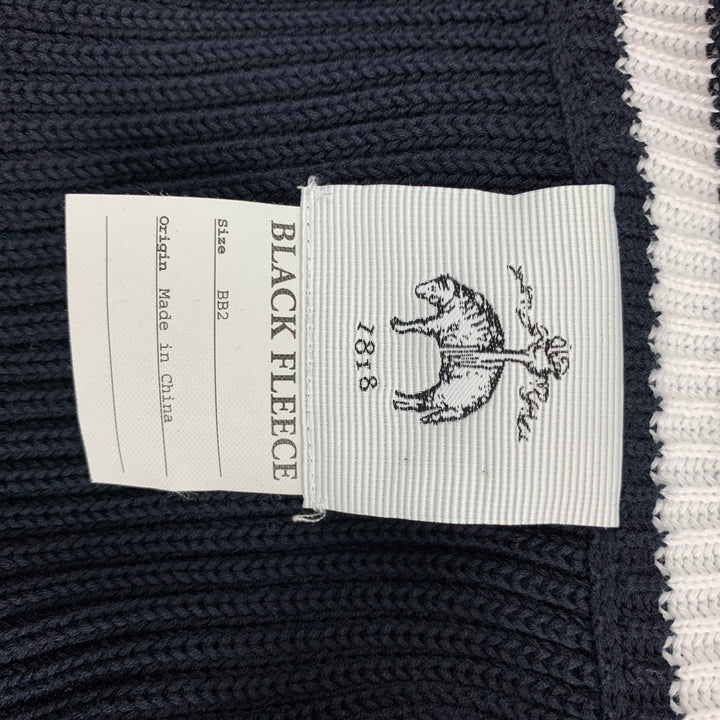 1818
BLACK FLEECE
Size BB2
Origin Made in China